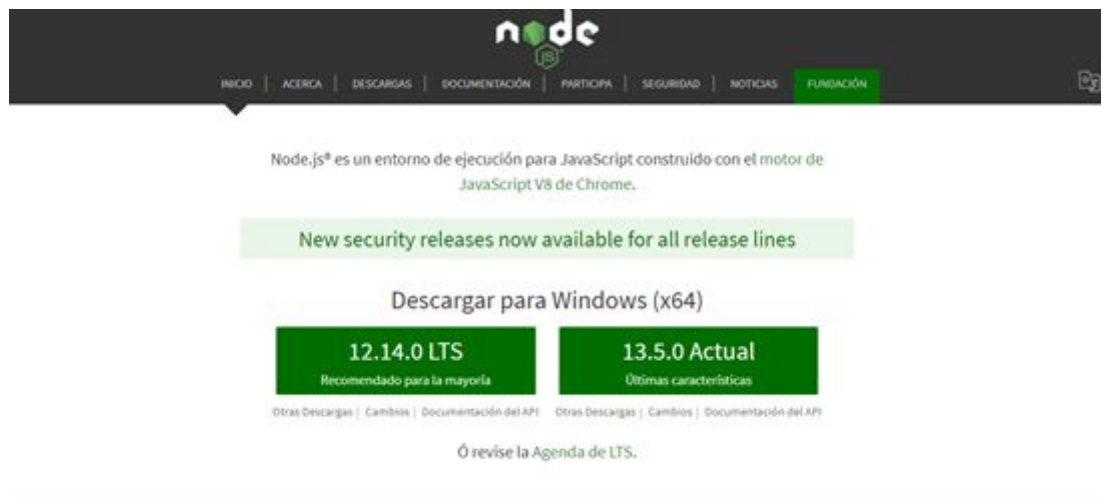 node
JS
INICIO | ACERCA | DESCARGAS | DOCUMENTACIÓN | PARTICIPA | SEGURIDAD | NOTICIAS FUNDACIÓN
Node.js® es un entorno de ejecución para JavaScript construido con el motor de
JavaScript V8 de Chrome.
New security releases now available for all release lines
Descargar para Windows (x64)
12.14.0 LTS
Recomendado para la mayoría
13.5.0 Actual
Últimas características
Otras Descargas | Cambios | Documentación del API
Otras Descargas | Cambios | Documentación del API
Ó revise la Agenda de LTS.